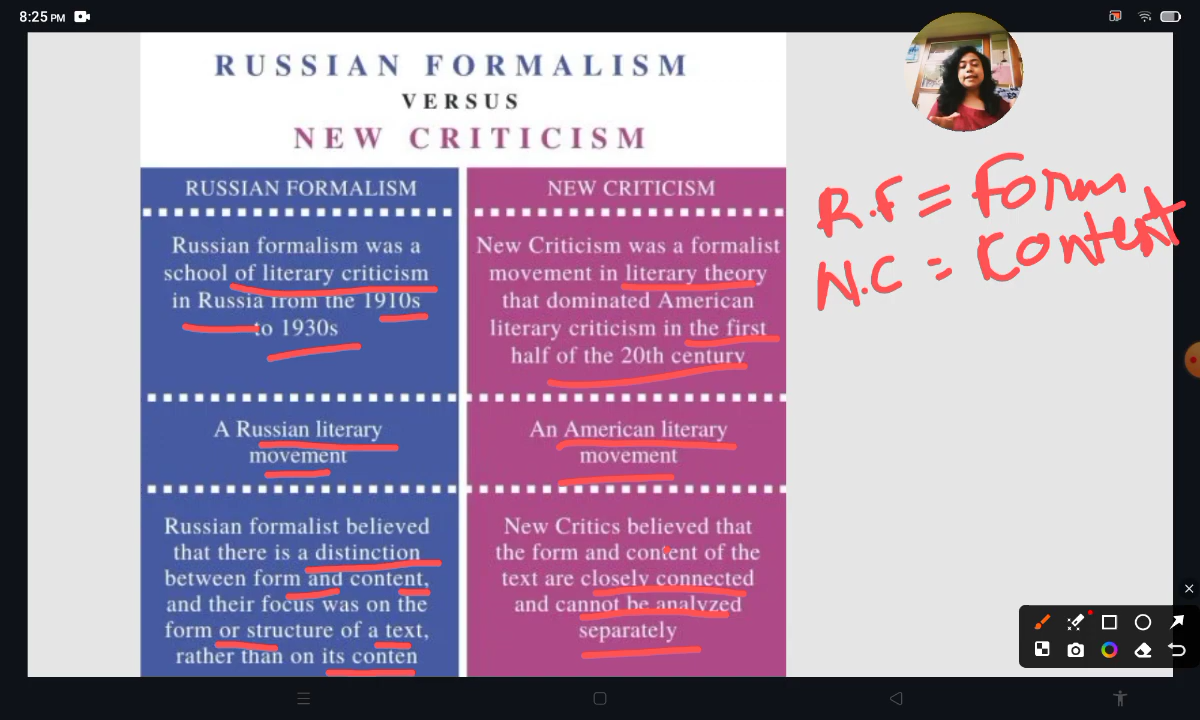 8:25 PM
RUSSIAN FORMALISM
VERSUS
NEW CRITICISM
RUSSIAN FORMALISM
Russian formalism was a
school of literary criticism
in Russia from the 1910s
to 1930s
A Russian literary
movement
Russian formalist believed
that there is a distinction
between form and content,
and their focus was on the
form or structure of a text,
rather than on its conten
NEW CRITICISM
New Criticism was a formalist
movement in literary theory
that dominated American
literary criticism in the first
half of the 20th century
An American literary
movement
New Critics believed that
the form and content of the
text are closely connected
and cannot be analyzed
separately
R.F = Form
N.C = Content